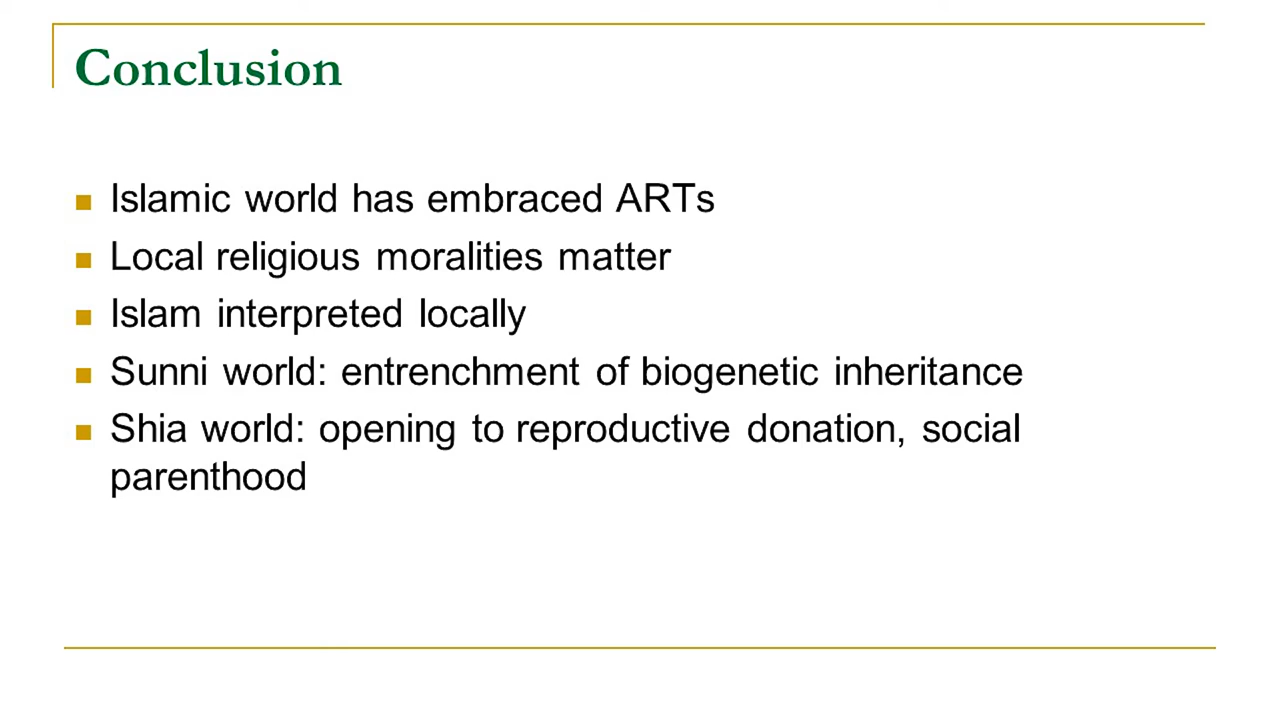 Conclusion
Islamic world has embraced ARTs
Local religious moralities matter
Islam interpreted locally
Sunni world: entrenchment of biogenetic inheritance
Shia world: opening to reproductive donation, social
parenthood